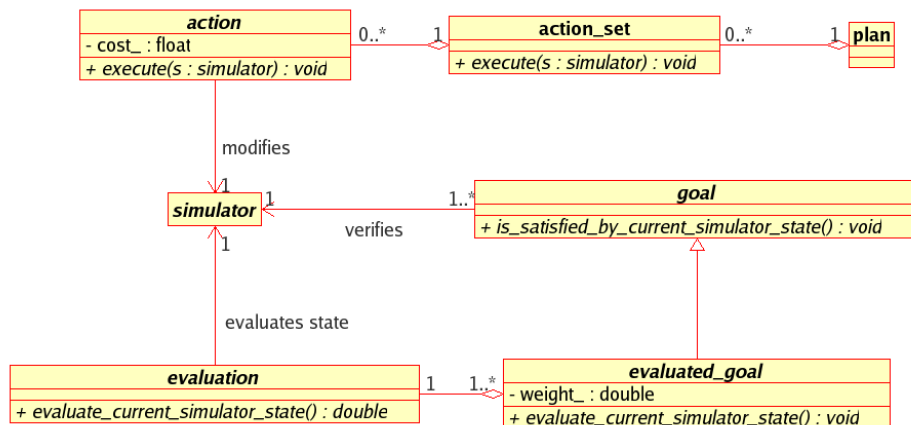 action
- cost_ : float
+ execute(s : simulator) : void
0..*
1
action_set
+ execute(s : simulator) : void
0..*
1
plan
modifies
1
simulator
1
1
verifies
1..*
goal
+ is_satisfied_by_current_simulator_state() : void
evaluates state
evaluation
+ evaluate_current_simulator_state() : double
1
1..*
evaluated_goal
- weight_ : double
+ evaluate_current_simulator_state() : void